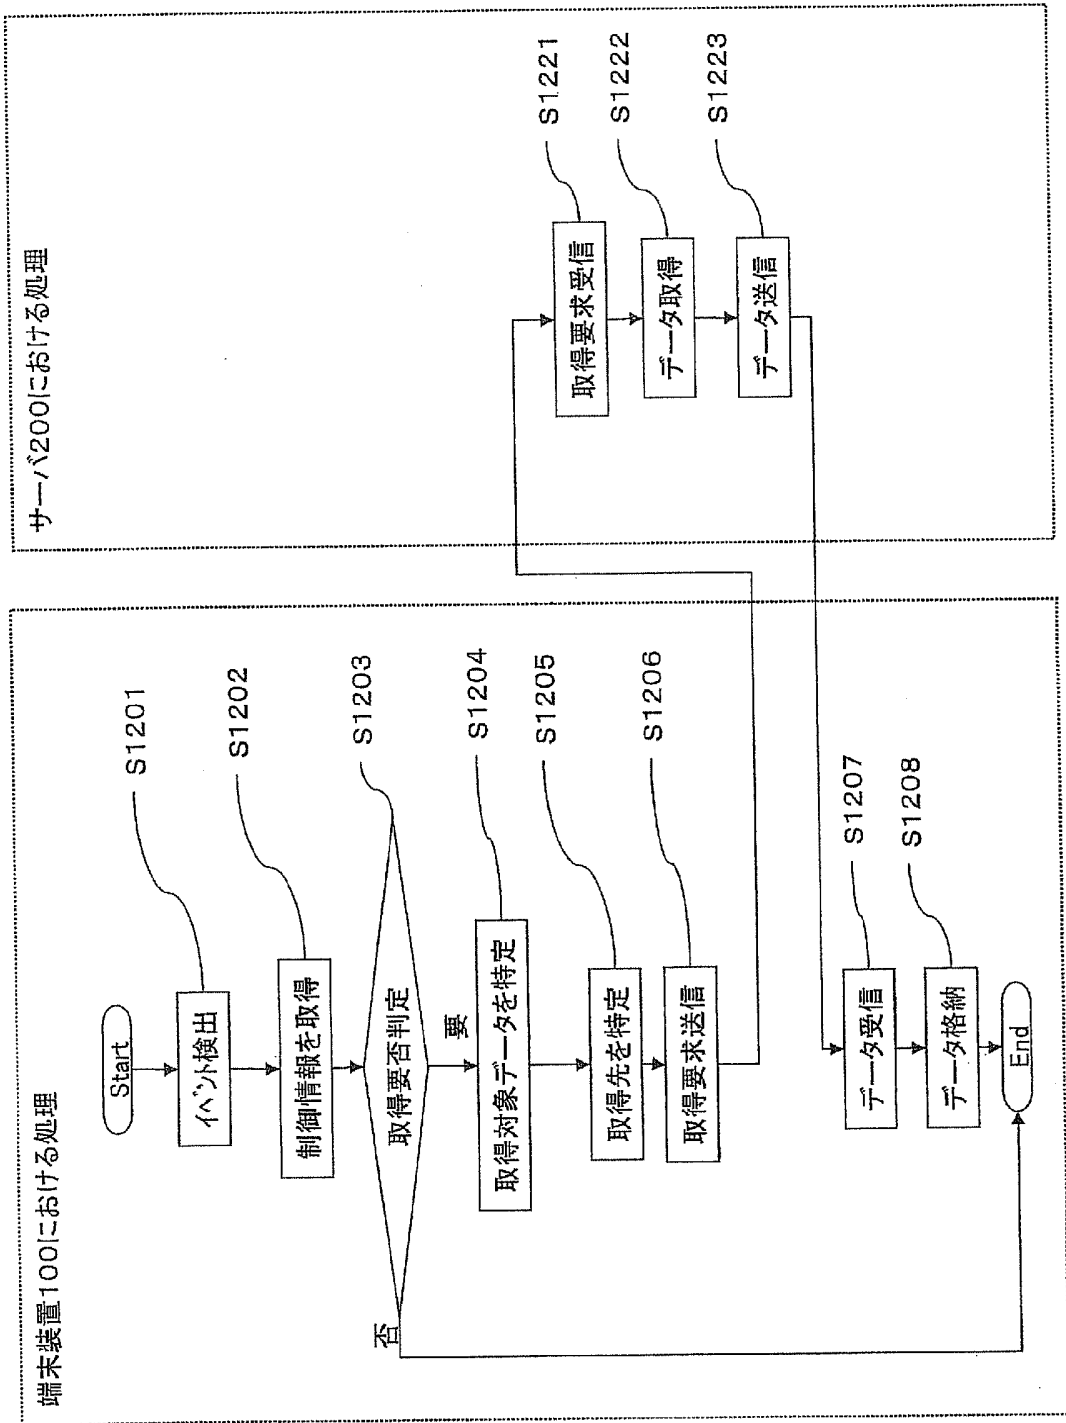 端末装置100における処理
Start
イベント検出
S1201
制御情報を取得
S1202
取得要否判定
S1203
否
要
取得対象データを特定
S1204
取得先を特定
S1205
取得要求送信
S1206
データ受信
S1207
データ格納
S1208
End
サーバ200における処理
取得要求受信
S1221
データ取得
S1222
データ送信
S1223